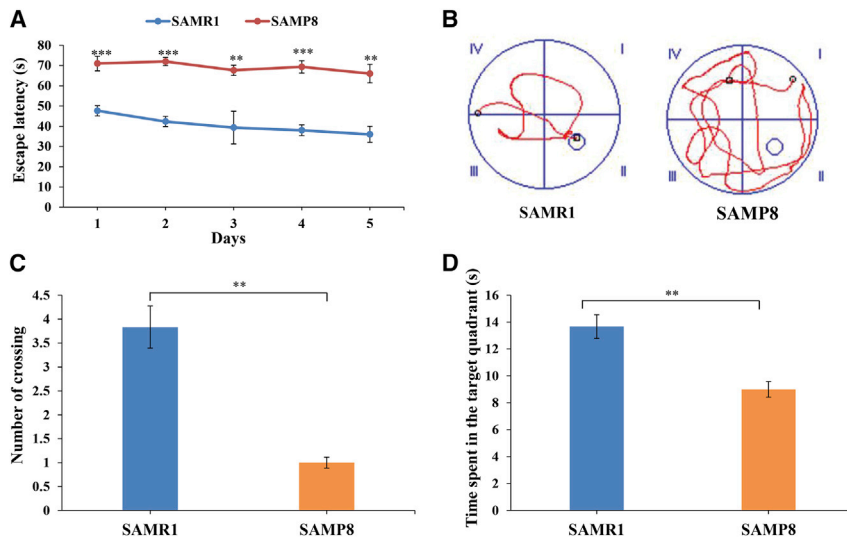 A
SAMR1 SAMP8
Escape latency (s)
80
70
60
50
40
30
20
10
0
*** *** ** *** **
1 2 3 4 5
Days
B
IV I
III II
SAMR1
IV I
III II
SAMP8
C
Number of crossing
4.5
4
3.5
3
2.5
2
1.5
1
0.5
0
**
SAMR1 SAMP8
D
Time spent in the target quadrant (s)
16
14
12
10
8
6
4
2
0
**
SAMR1 SAMP8